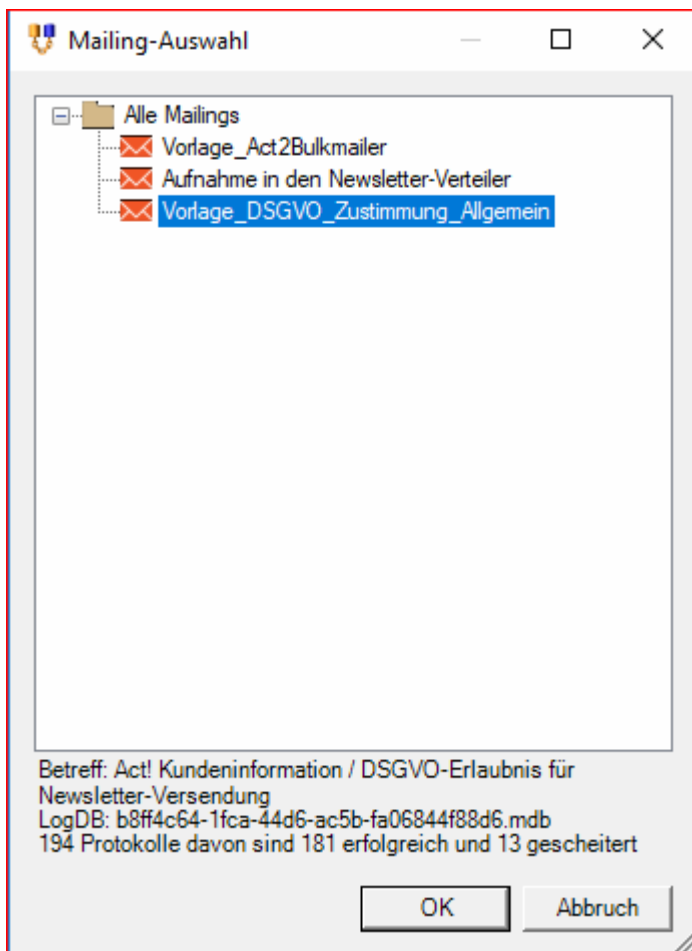 Mailing-Auswahl
Alle Mailings
Vorlage_Act2Bulkmailer
Aufnahme in den Newsletter-Verteiler
Vorlage_DSGVO_Zustimmung_Allgemein
Betreff: Act! Kundeninformation / DSGVO-Erlaubnis für
Newsletter-Versendung
LogDB: b8ff4c64-1fca-44d6-ac5b-fa06844f88d6.mdb
194 Protokolle davon sind 181 erfolgreich und 13 gescheitert
OK Abbruch